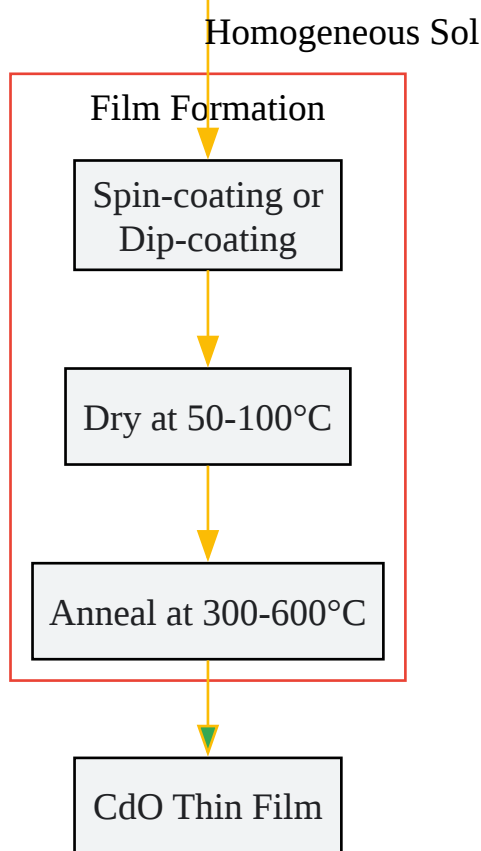 Homogeneous Sol
Film Formation
Spin-coating or
Dip-coating
Dry at 50-100°C
Anneal at 300-600°C
CdO Thin Film